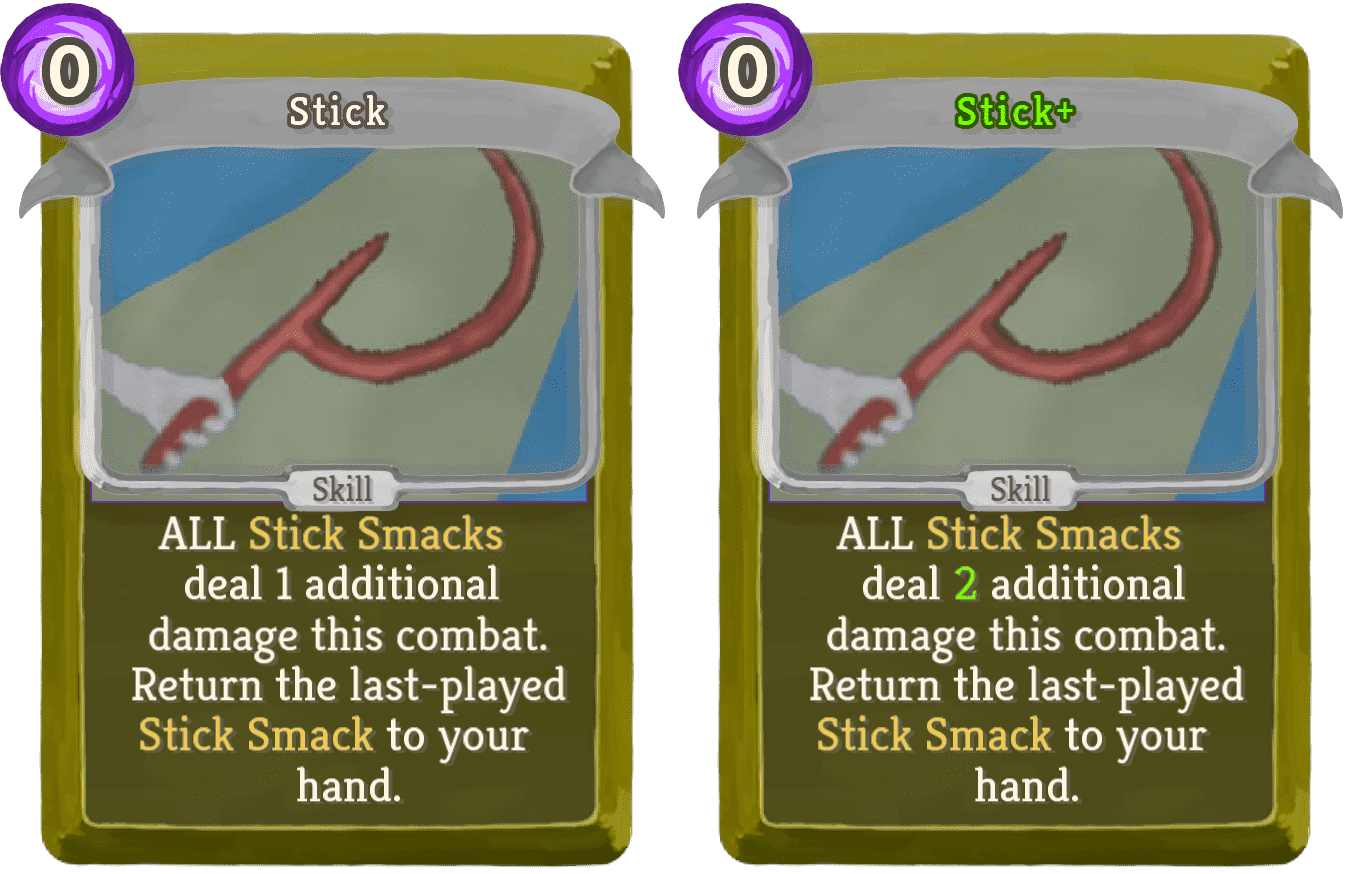 0
Stick
Skill
ALL Stick Smacks
deal 1 additional
damage this combat.
Return the last-played
Stick Smack to your
hand.
0
Stick+
Skill
ALL Stick Smacks
deal 2 additional
damage this combat.
Return the last-played
Stick Smack to your
hand.